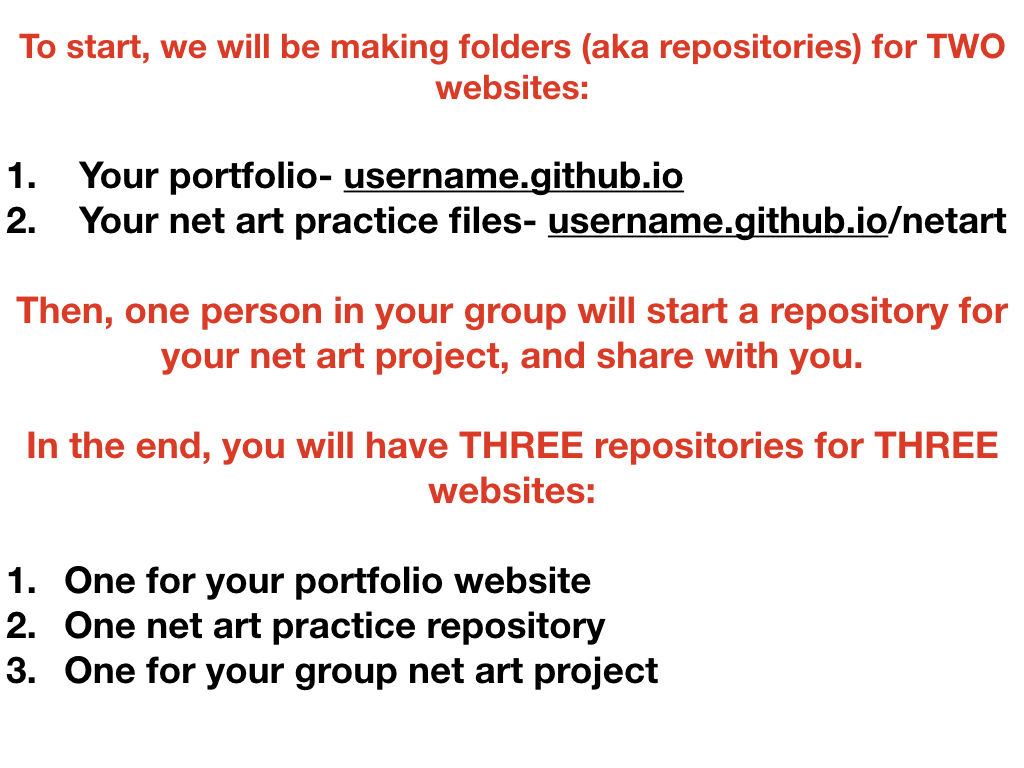 To start, we will be making folders (aka repositories) for TWO
websites:
1. Your portfolio- username.github.io
2. Your net art practice files- username.github.io/netart
Then, one person in your group will start a repository for
your net art project, and share with you.
In the end, you will have THREE repositories for THREE
websites:
1. One for your portfolio website
2. One net art practice repository
3. One for your group net art project